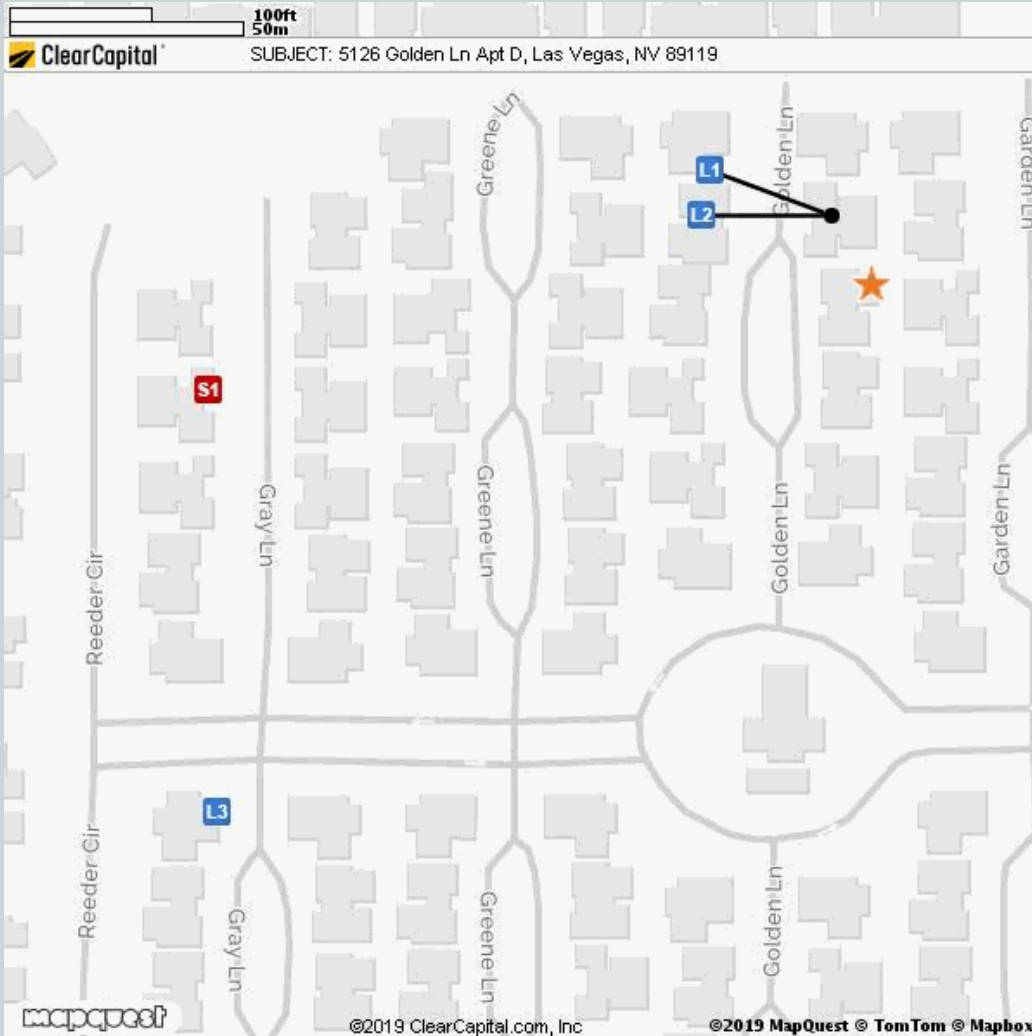 100ft
50m
ClearCapital
SUBJECT: 5126 Golden Ln Apt D, Las Vegas, NV 89119
Greene Ln
Golden Ln
Garden Ln
L1
L2
S1
Gray Ln
Greene Ln
Golden Ln
Garden Ln
Reeder Cir
L3
Reeder Cir
Gray Ln
Greene Ln
Golden Ln
mapquest
©2019 ClearCapital.com, Inc
©2019 MapQuest © TomTom © Mapbox